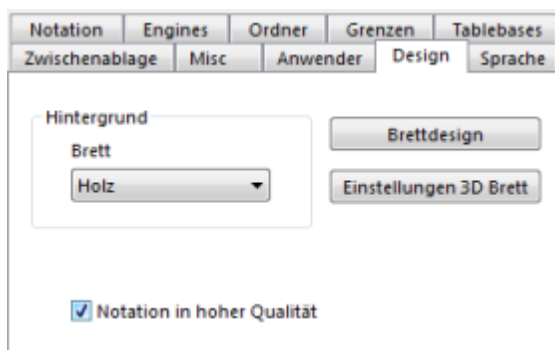 Notation Engines Ordner Grenzen Tablebases
Zwischenablage Misc Anwender Design Sprache
Hintergrund
Brett
Holz
Brettdesign
Einstellungen 3D Brett
Notation in hoher Qualität